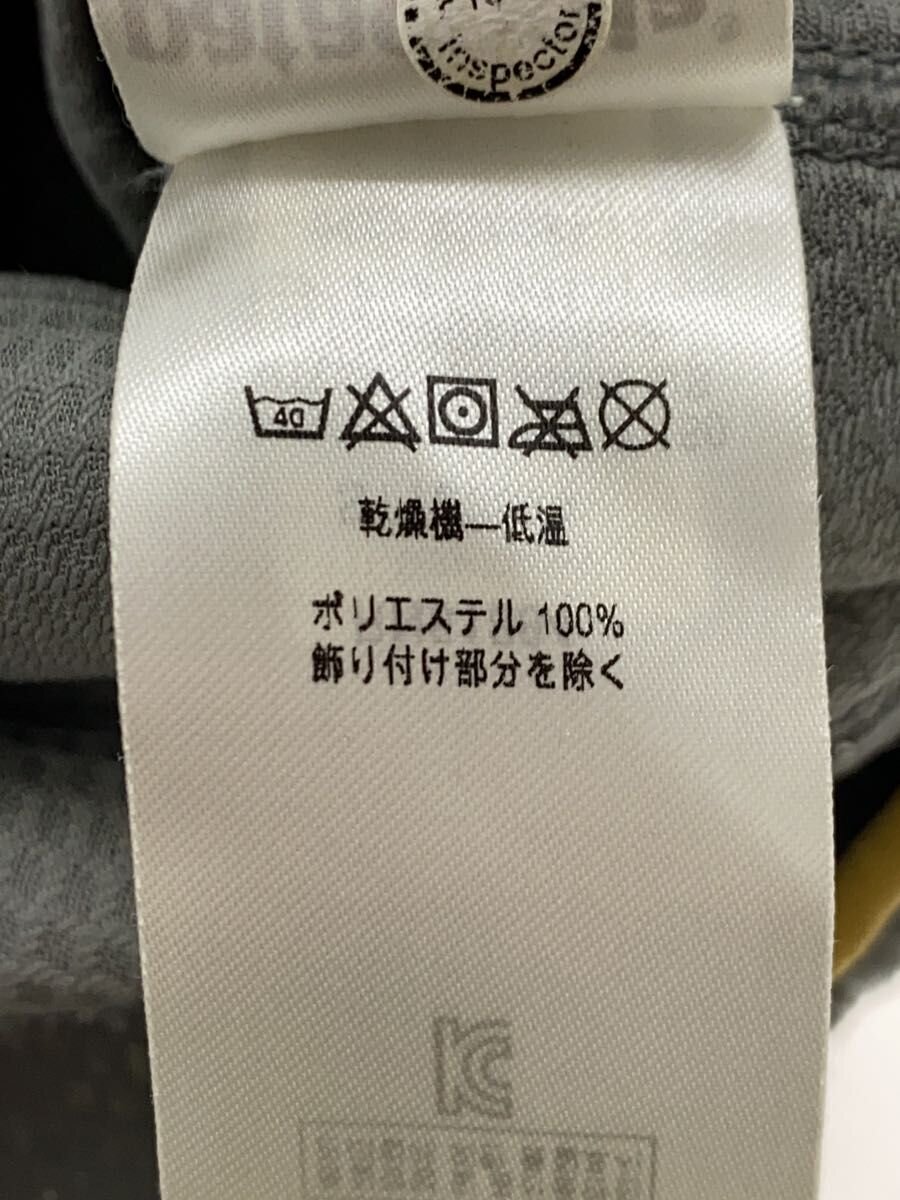 inspector
40
乾燥機—低温
ポリエステル 100%
飾り付け部分を除く